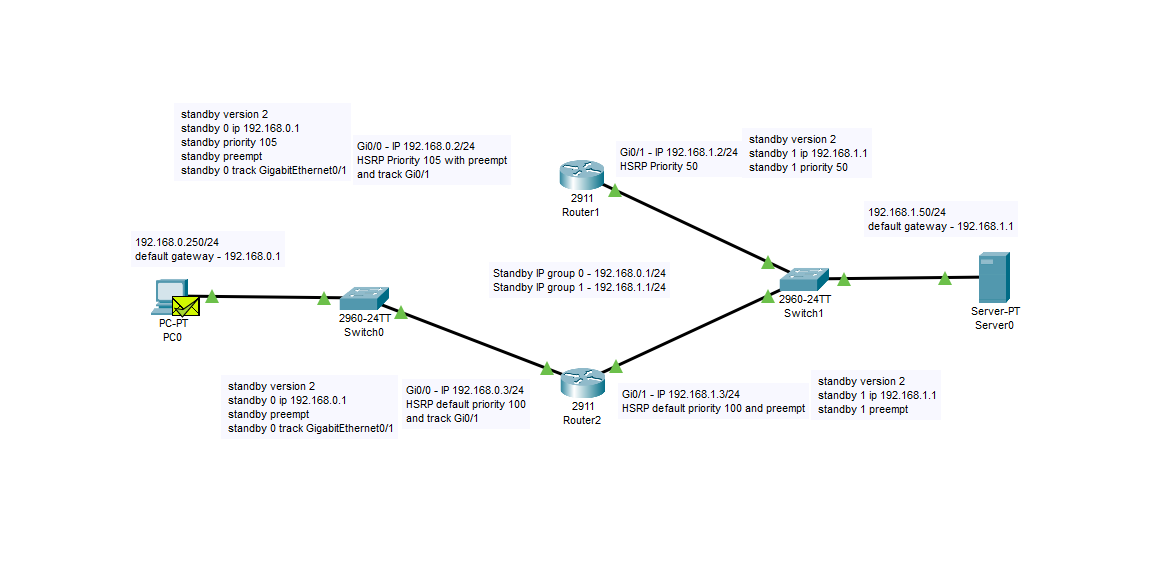 standby version 2
standby 0 ip 192.168.0.1
standby priority 105
standby preempt
standby 0 track GigabitEthernet0/1
Gi0/0 - IP 192.168.0.2/24
HSRP Priority 105 with preempt
and track Gi0/1
Gi0/1 - IP 192.168.1.2/24
HSRP Priority 50
standby version 2
standby 1 ip 192.168.1.1
standby 1 priority 50
2911
Router1
192.168.1.50/24
default gateway - 192.168.1.1
192.168.0.250/24
default gateway - 192.168.0.1
Standby IP group 0 - 192.168.0.1/24
Standby IP group 1 - 192.168.1.1/24
PC-PT
PC0
2960-24TT
Switch0
2960-24TT
Switch1
Server-PT
Server0
standby version 2
standby 0 ip 192.168.0.1
standby preempt
standby 0 track GigabitEthernet0/1
Gi0/0 - IP 192.168.0.3/24
HSRP default priority 100
and track Gi0/1
2911
Router2
Gi0/1 - IP 192.168.1.3/24
HSRP default priority 100 and preempt
standby version 2
standby 1 ip 192.168.1.1
standby 1 preempt